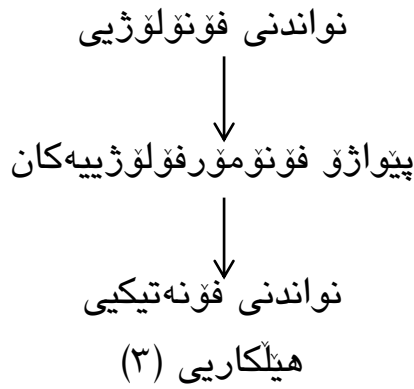 نواندنی فۆنۆلۆژیی
پێواژۆ فۆنۆمۆرفۆلۆژییەکان
نواندنی فۆنەتیکیی
هێڵکاریی (٣)